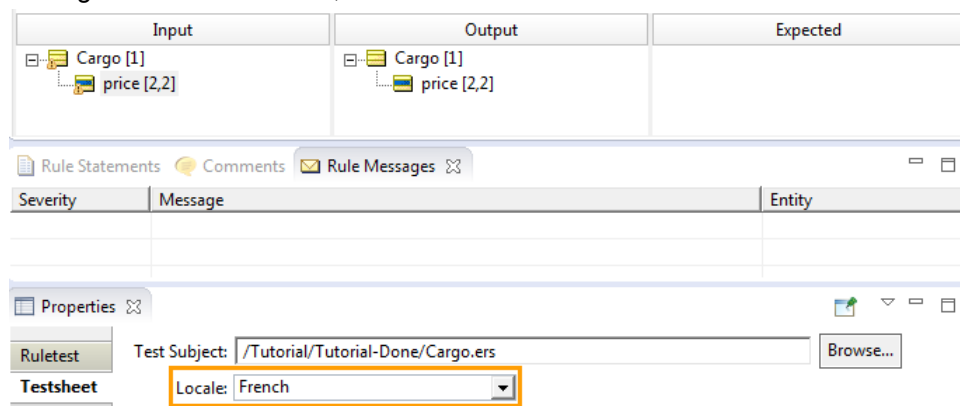 Input Output Expected
Cargo [1] Cargo [1]
price [2,2] price [2,2]
Rule Statements Comments Rule Messages
Severity Message Entity
Properties
Ruletest Test Subject: /Tutorial/Tutorial-Done/Cargo.ers Browse...
Testsheet Locale: French